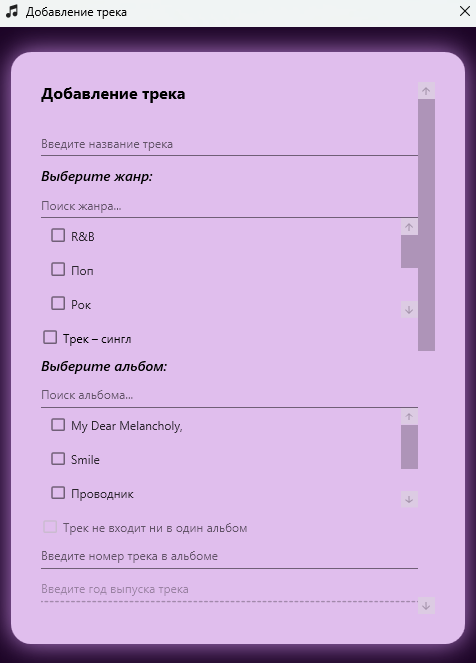 Добавление трека
Добавление трека
Введите название трека
Выберите жанр:
Поиск жанра...
R&B
Поп
Рок
Трек – сингл
Выберите альбом:
Поиск альбома...
My Dear Melancholy,
Smile
Проводник
Трек не входит ни в один альбом
Введите номер трека в альбоме
Введите год выпуска трека